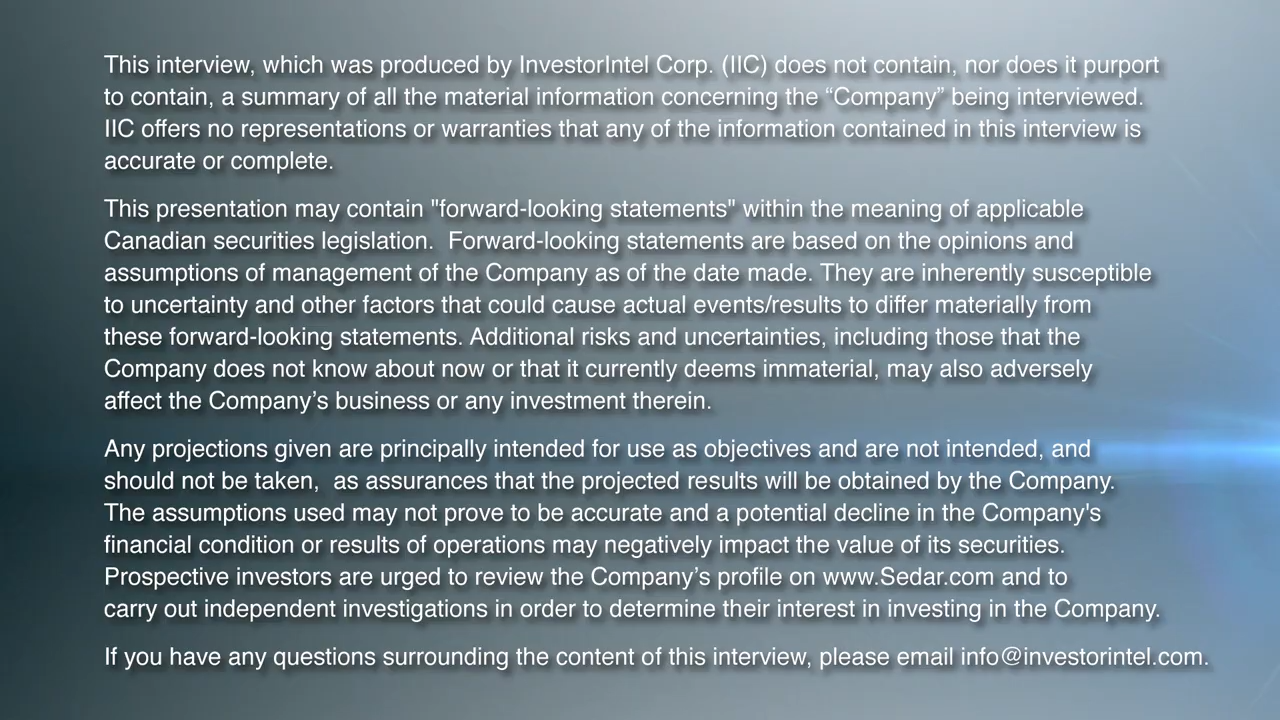 This interview, which was produced by InvestorIntel Corp. (IIC) does not contain, nor does it purport
to contain, a summary of all the material information concerning the “Company” being interviewed.
IIC offers no representations or warranties that any of the information contained in this interview is
accurate or complete.
This presentation may contain "forward-looking statements" within the meaning of applicable
Canadian securities legislation.  Forward-looking statements are based on the opinions and
assumptions of management of the Company as of the date made. They are inherently susceptible
to uncertainty and other factors that could cause actual events/results to differ materially from
these forward-looking statements. Additional risks and uncertainties, including those that the
Company does not know about now or that it currently deems immaterial, may also adversely
affect the Company’s business or any investment therein.
Any projections given are principally intended for use as objectives and are not intended, and
should not be taken,  as assurances that the projected results will be obtained by the Company.
The assumptions used may not prove to be accurate and a potential decline in the Company's
financial condition or results of operations may negatively impact the value of its securities.
Prospective investors are urged to review the Company’s profile on www.Sedar.com and to
carry out independent investigations in order to determine their interest in investing in the Company.
If you have any questions surrounding the content of this interview, please email info@investorintel.com.